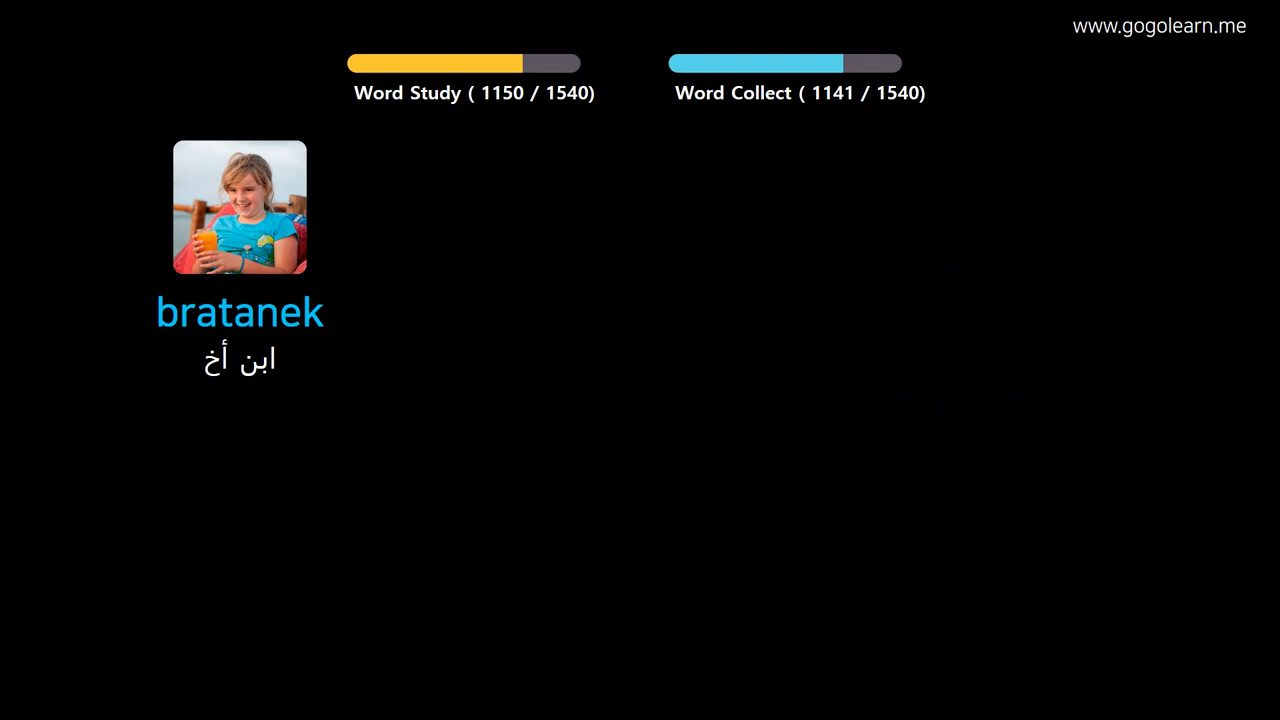 www.gogolearn.me
Word Study ( 1150 / 1540)
Word Collect ( 1141 / 1540)
bratanek
ابن أخ